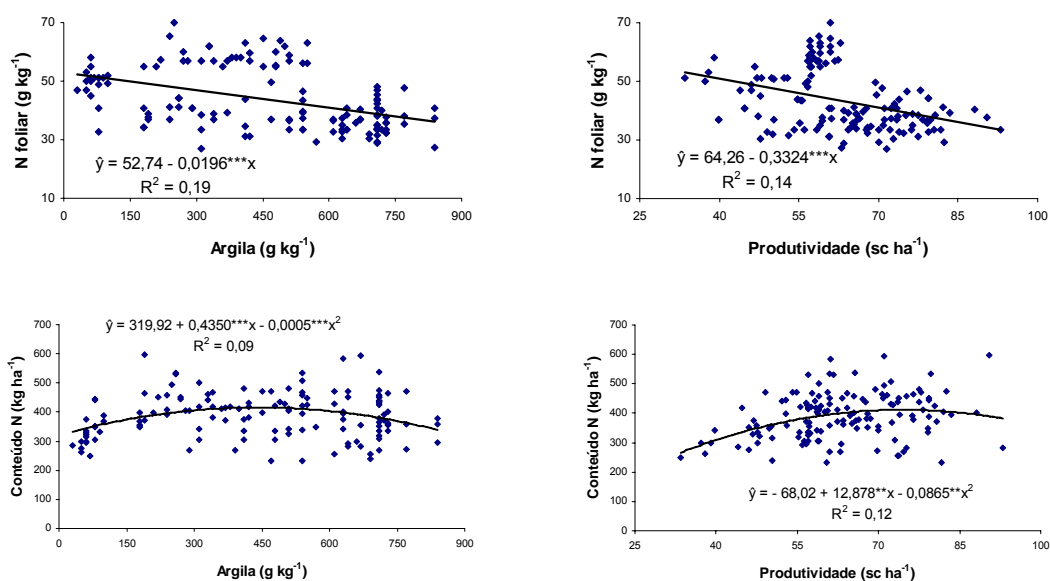 70
50
30
10
N foliar (g kg⁻¹)
ŷ = 52,74 - 0,0196***x
R² = 0,19
0 150 300 450 600 750 900
Argila (g kg⁻¹)
70
50
30
10
N foliar (g kg⁻¹)
ŷ = 64,26 - 0,3324***x
R² = 0,14
25 40 55 70 85 100
Produtividade (sc ha⁻¹)
700
600
500
400
300
200
100
0
Conteúdo N (kg ha⁻¹)
ŷ = 319,92 + 0,4350***x - 0,0005***x²
R² = 0,09
0 150 300 450 600 750 900
Argila (g kg⁻¹)
700
600
500
400
300
200
100
0
Conteúdo N (kg ha⁻¹)
ŷ = - 68,02 + 12,878**x - 0,0865**x²
R² = 0,12
25 40 55 70 85 100
Produtividade (sc ha⁻¹)